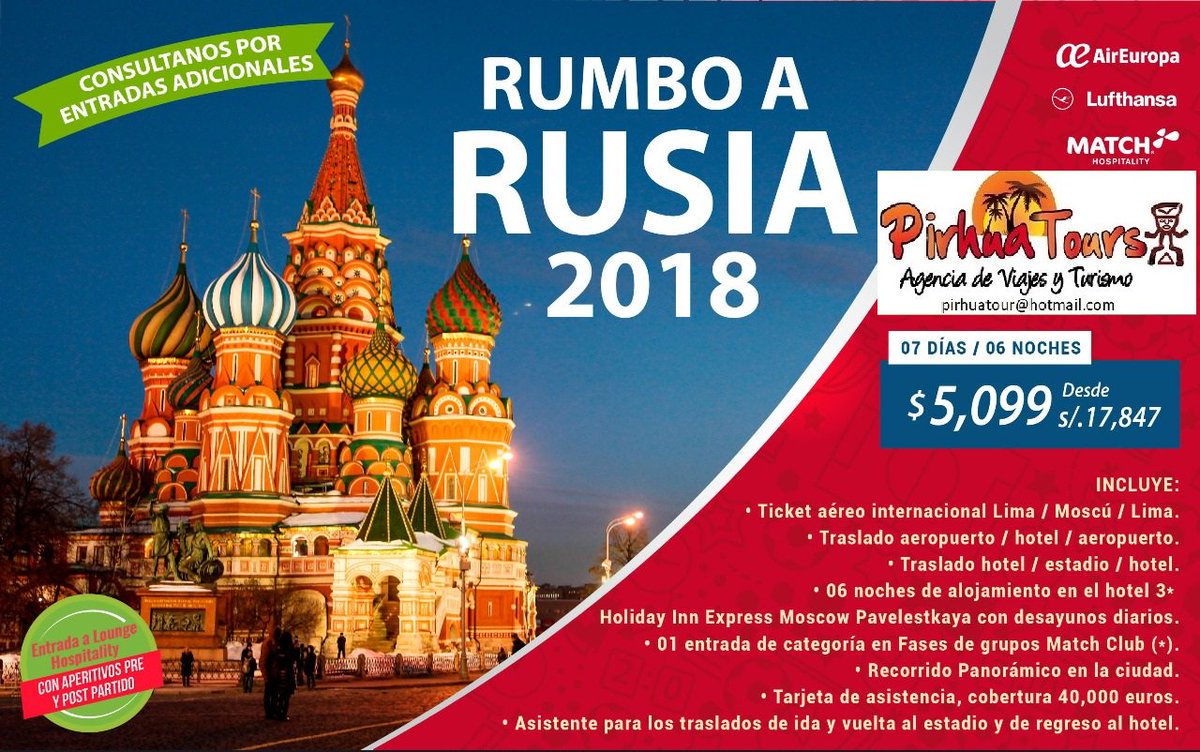 CONSULTANOS POR
ENTRADAS ADICIONALES
RUMBO A
RUSIA
2018
AirEuropa
Lufthansa
MATCH
HOSPITALITY
Pirhua Tours
Agencia de Viajes y Turismo
pirhuatour@hotmail.com
07 DÍAS / 06 NOCHES
$5,099 Desde
s/.17,847
INCLUYE:
• Ticket aéreo internacional Lima / Moscú / Lima.
• Traslado aeropuerto / hotel / aeropuerto.
• Traslado hotel / estadio / hotel.
• 06 noches de alojamiento en el hotel 3*
Holiday Inn Express Moscow Pavelestkaya con desayunos diarios.
• 01 entrada de categoría en Fases de grupos Match Club (*).
• Recorrido Panorámico en la ciudad.
• Tarjeta de asistencia, cobertura 40,000 euros.
• Asistente para los traslados de ida y vuelta al estadio y de regreso al hotel.
Entrada a Lounge
Hospitality
CON APERITIVOS PRE
Y POST PARTIDO